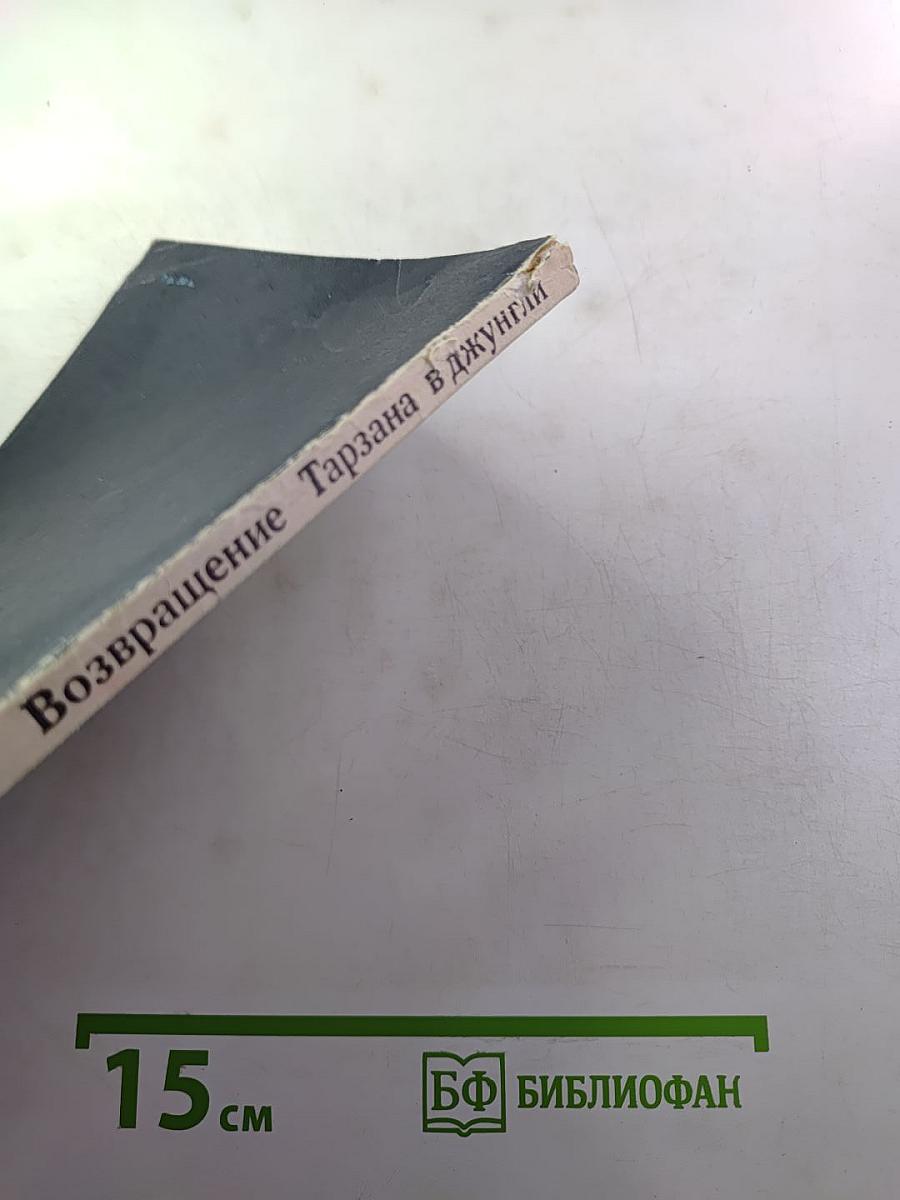 Возвращение Тарзана в джунгли
15 см
БФ БИБЛИОФАН